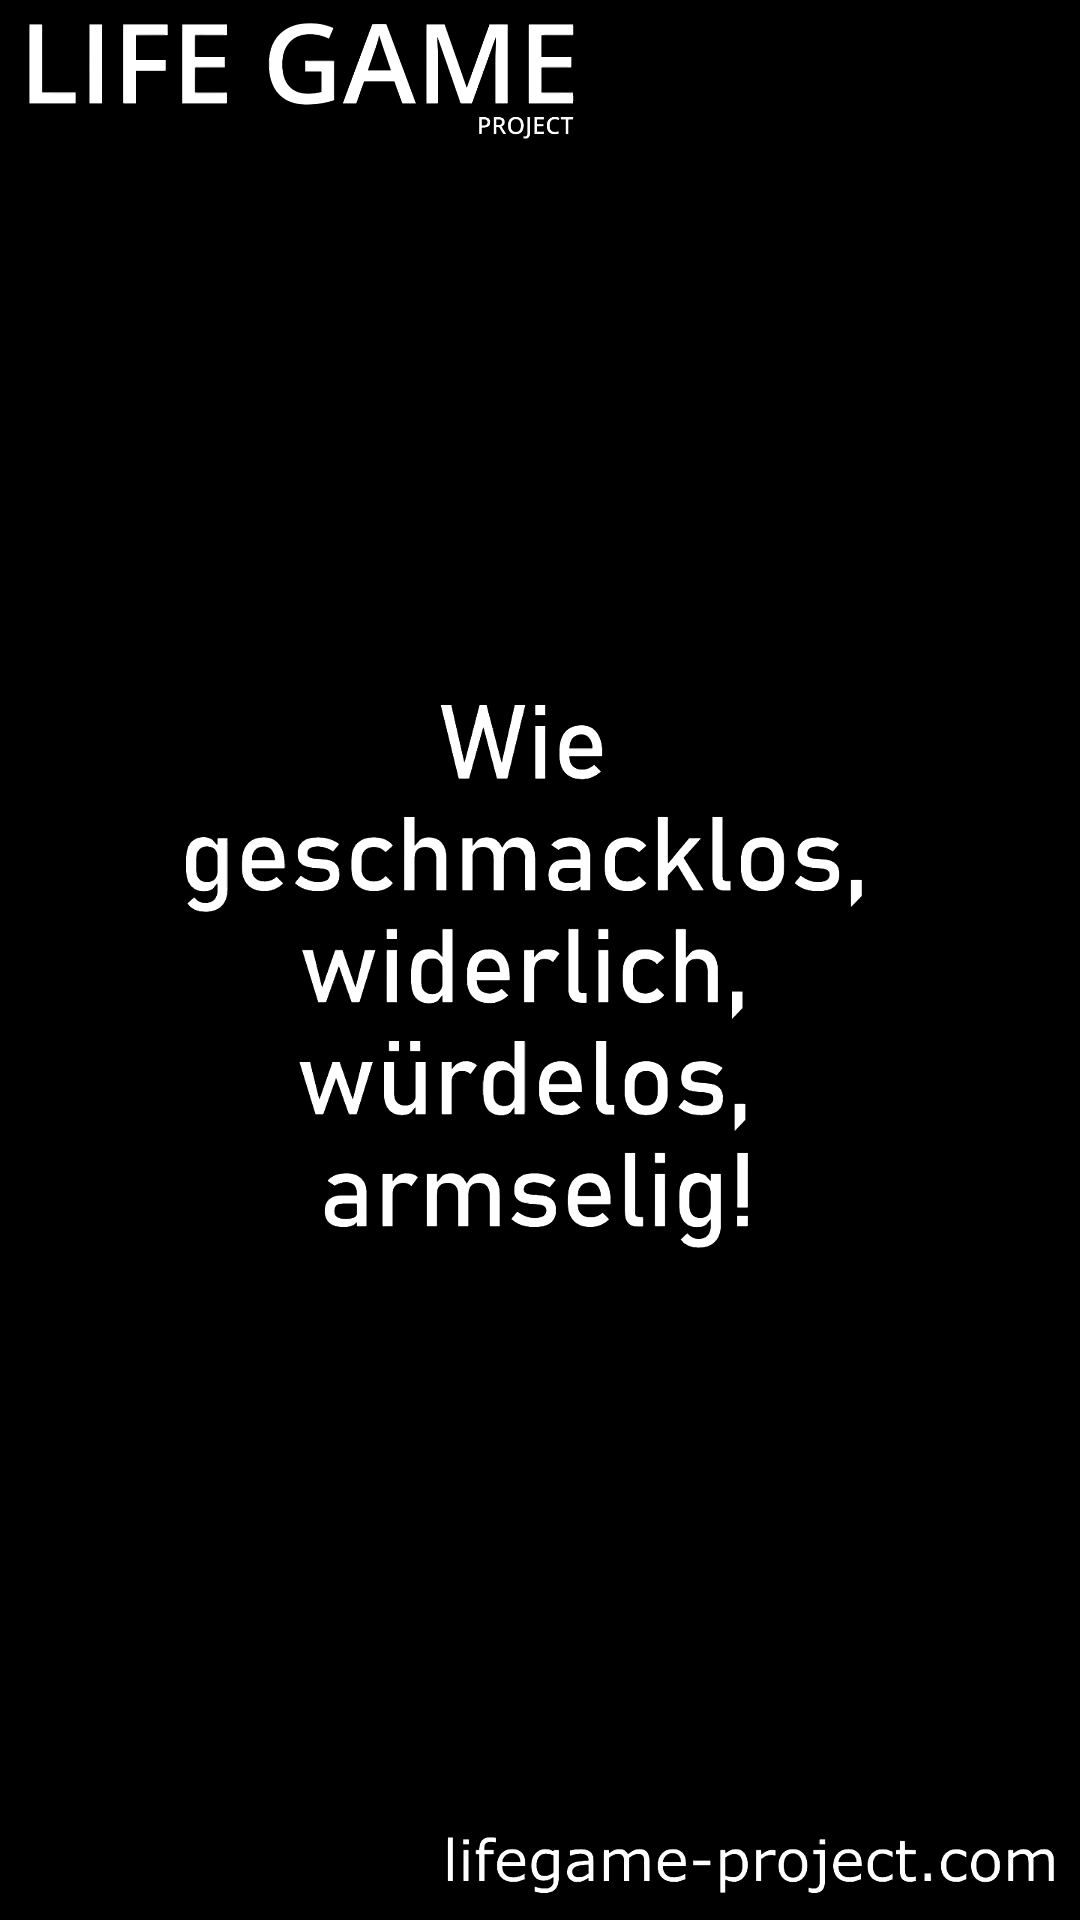 LIFE GAME
PROJECT
Wie
geschmacklos,
widerlich,
würdelos,
armselig!
lifegame-project.com